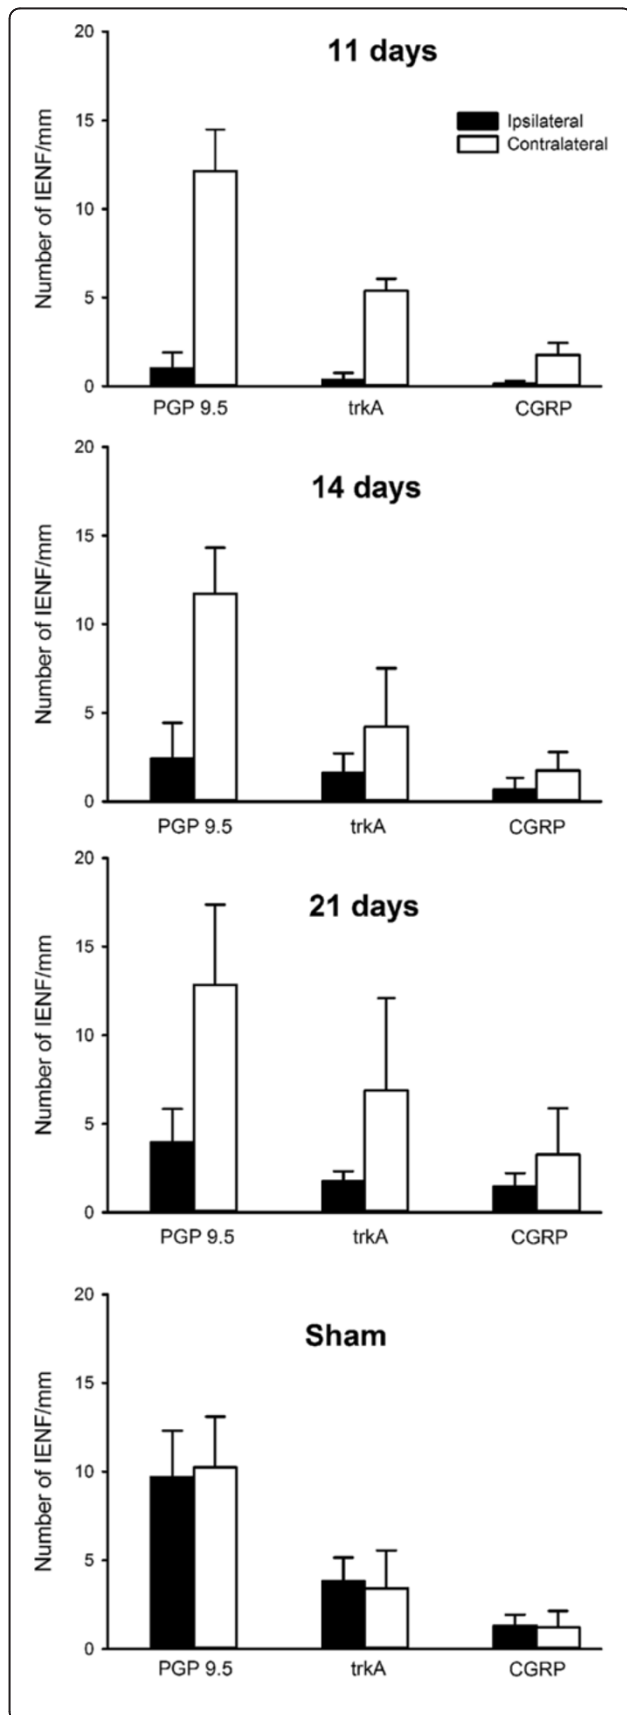 11 days
20
15
10
5
0
Number of IENF/mm
Ipsilateral
Contralateral
PGP 9.5 trkA CGRP
14 days
20
15
10
5
0
Number of IENF/mm
PGP 9.5 trkA CGRP
21 days
20
15
10
5
0
Number of IENF/mm
PGP 9.5 trkA CGRP
Sham
20
15
10
5
0
Number of IENF/mm
PGP 9.5 trkA CGRP